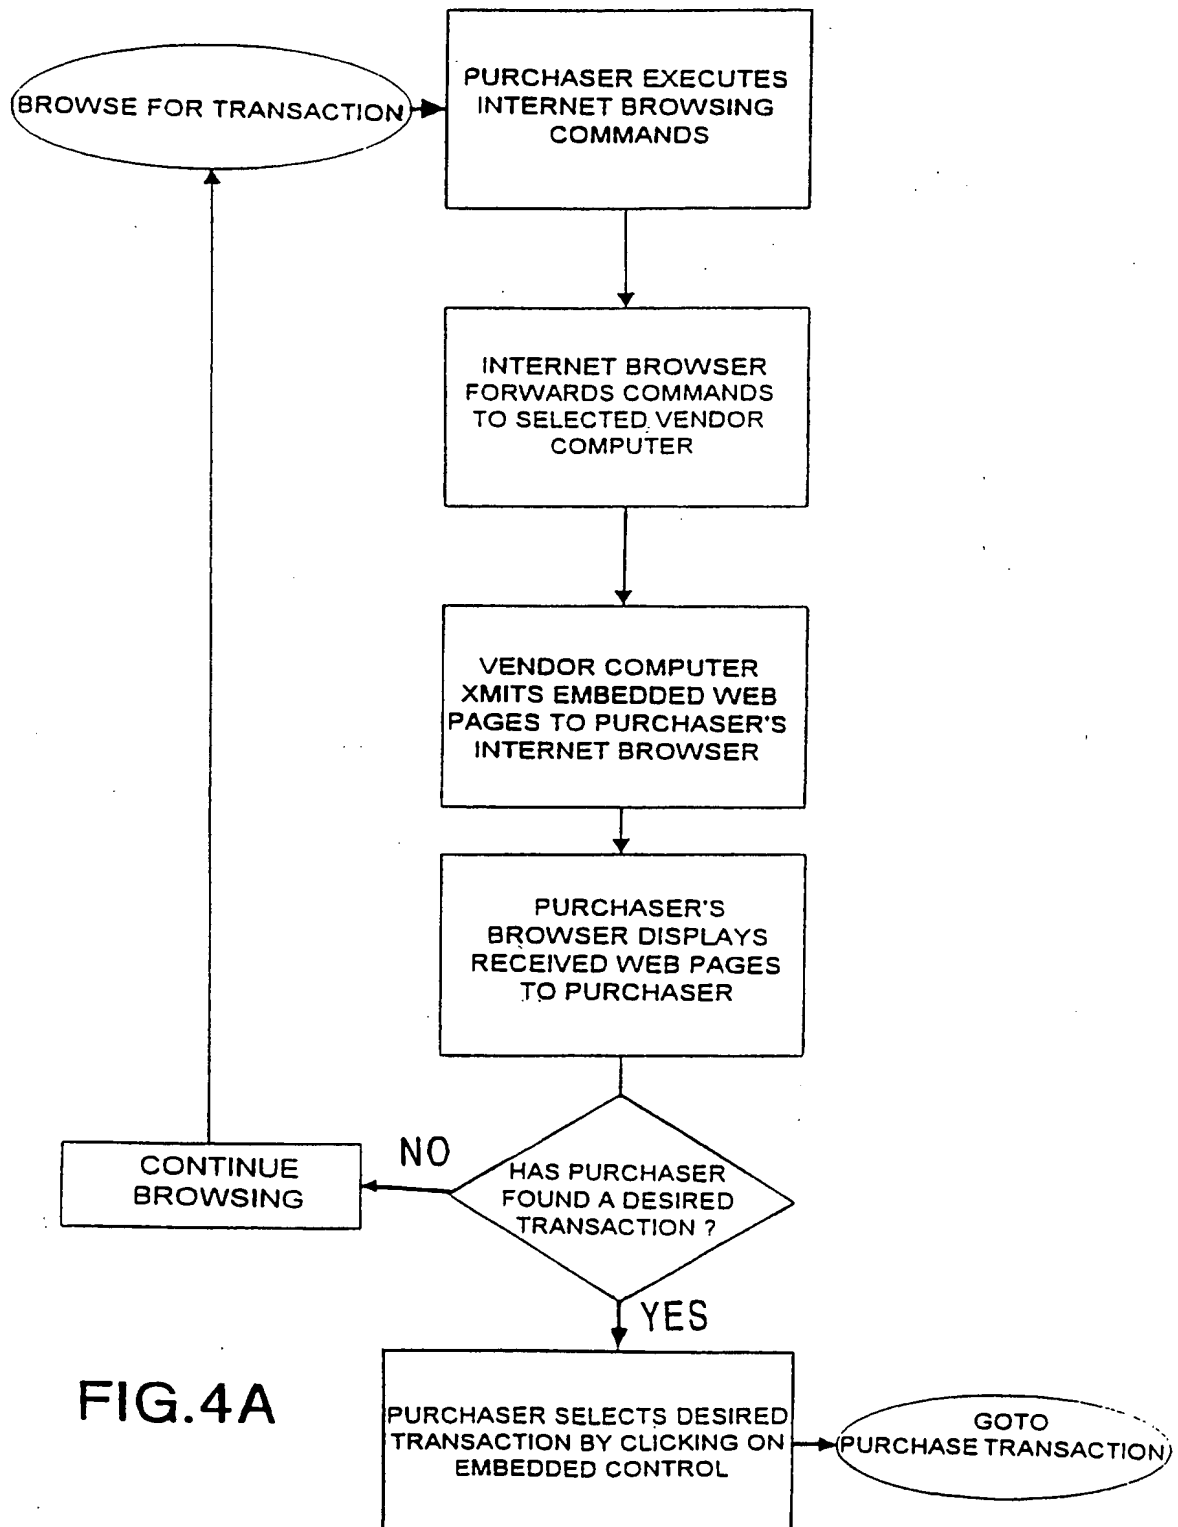 BROWSE FOR TRANSACTION
PURCHASER EXECUTES
INTERNET BROWSING
COMMANDS
INTERNET BROWSER
FORWARDS COMMANDS
TO SELECTED VENDOR
COMPUTER
VENDOR COMPUTER
XMITS EMBEDDED WEB
PAGES TO PURCHASER'S
INTERNET BROWSER
PURCHASER'S
BROWSER DISPLAYS
RECEIVED WEB PAGES
TO PURCHASER
HAS PURCHASER
FOUND A DESIRED
TRANSACTION ?
NO
CONTINUE
BROWSING
YES
PURCHASER SELECTS DESIRED
TRANSACTION BY CLICKING ON
EMBEDDED CONTROL
GOTO
PURCHASE TRANSACTION
FIG.4A